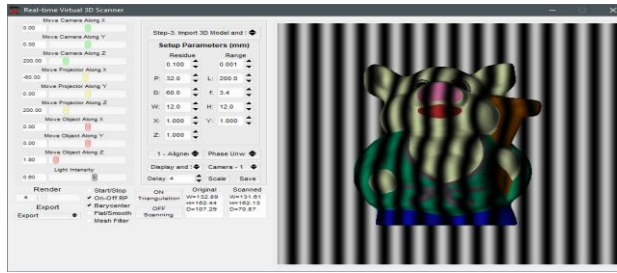 Real-time Virtual 3D Scanner
Move Camera Along X
0.00
Move Camera Along Y
0.00
Move Camera Along Z
200.00
Move Projector Along X
-60.00
Move Projector Along Y
0.00
Move Projector Along Z
200.00
Move Object Along X
0.00
Move Object Along Y
0.00
Move Object Along Z
1.80
Light Intensity
0.60
Render
4
Export
Export
Start/Stop
On-Off RP
Barycenter
Flat/Smooth
Mesh Filler
Step-3: Import 3D Model and
Setup Parameters (mm)
Residue Range
0.100 0.001
P: 32.0 L: 200.0
B: 60.0 f: 3.4
W: 12.0 H: 12.0
X: 1.000 Y: 1.000
Z: 1.000
Phase Unw
Display and Camera - 1
Delay 4 Scale Save
ON
Triangulation
OFF
Scanning
Original Scanned
W=132.89 W=131.61
H=162.44 H=162.13
D=107.29 D=70.87